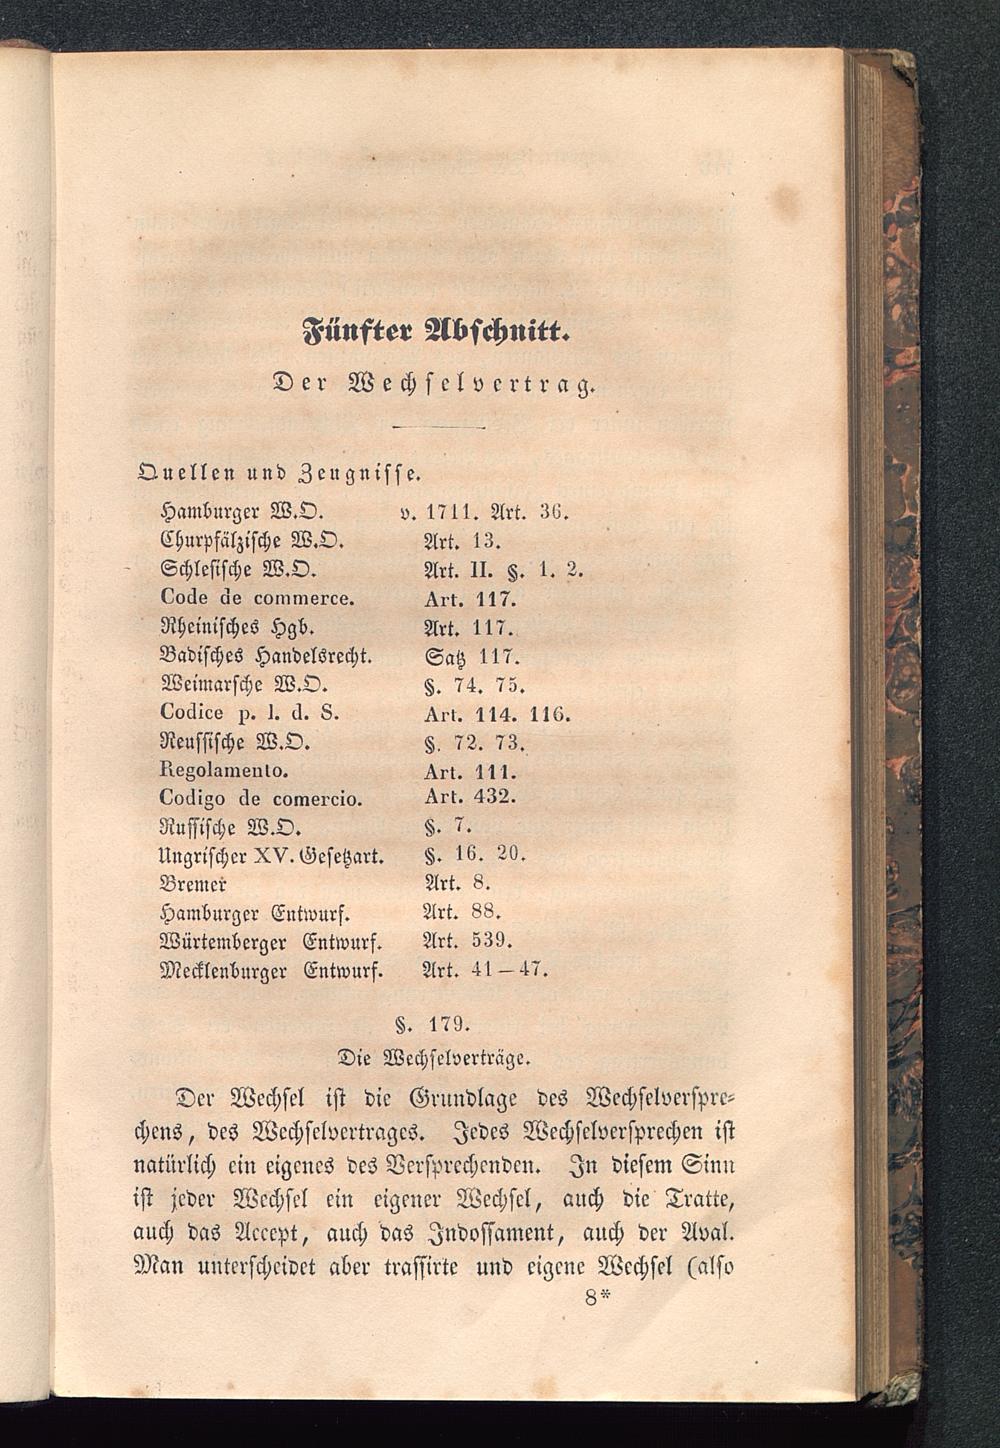 Fünfter Abschnitt.
Der Wechselvertrag.
Quellen und Zeugnisse.
Hamburger W.O. v. 1711. Art. 36.
Churpfälzische W.O. Art. 13.
Schlesische W.O. Art. II. §. 1. 2.
Code de commerce. Art. 117.
Rheinisches Hgb. Art. 117.
Badisches Handelsrecht. Satz 117.
Weimarsche W.O. §. 74. 75.
Codice p. l. d. S. Art. 114. 116.
Reussische W.O. §. 72. 73.
Regolamento. Art. 111.
Codigo de comercio. Art. 432.
Russische W.O. §. 7.
Ungrischer XV. Gesetzart. §. 16. 20.
Bremer Art. 8.
Hamburger Entwurf. Art. 88.
Würtemberger Entwurf. Art. 539.
Mecklenburger Entwurf. Art. 41–47.
§. 179.
Die Wechselverträge.
Der Wechsel ist die Grundlage des Wechselverspre-
chens, des Wechselvertrages. Jedes Wechselversprechen ist
natürlich ein eigenes des Versprechenden. In diesem Sinn
ist jeder Wechsel ein eigener Wechsel, auch die Tratte,
auch das Accept, auch das Indossament, auch der Aval.
Man unterscheidet aber trassirte und eigene Wechsel (also
8*